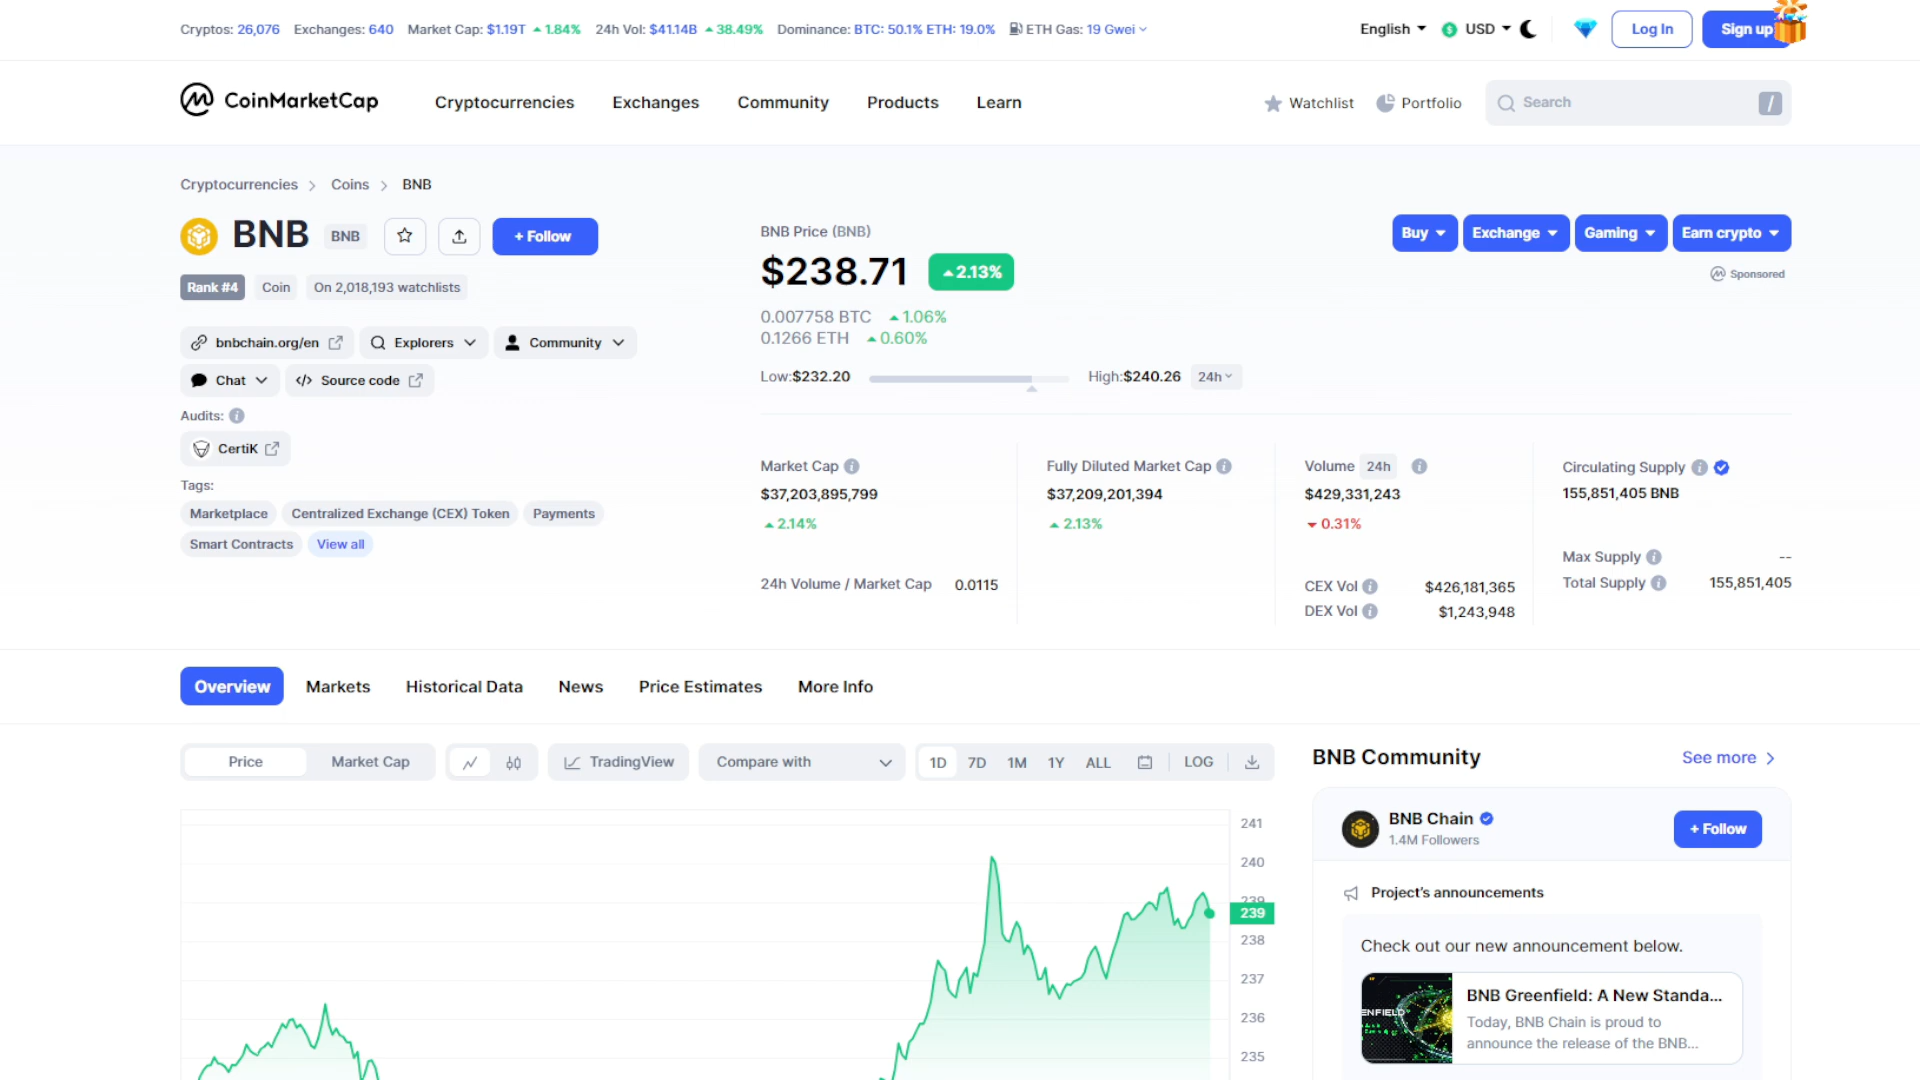 Cryptos: 26,076 Exchanges: 640 Market Cap: $1.19T 1.84% 24h Vol: $41.14B 38.49% Dominance: BTC: 50.1% ETH: 19.0% ETH Gas: 19 Gwei
English USD Log In Sign up
CoinMarketCap Cryptocurrencies Exchanges Community Products Learn Watchlist Portfolio Search /
Cryptocurrencies > Coins > BNB
BNB BNB + Follow
Rank #4 Coin On 2,018,193 watchlists
bnbchain.org/en Explorers Community
Chat Source code
Audits:
CertiK
Tags:
Marketplace Centralized Exchange (CEX) Token Payments
Smart Contracts View all
BNB Price (BNB)
$238.71 2.13%
0.007758 BTC 1.06%
0.1266 ETH 0.60%
Low:$232.20 High:$240.26 24h
Buy Exchange Gaming Earn crypto
Sponsored
Market Cap
$37,203,895,799
2.14%
24h Volume / Market Cap 0.0115
Fully Diluted Market Cap
$37,209,201,394
2.13%
Volume 24h
$429,331,243
0.31%
CEX Vol $426,181,365
DEX Vol $1,243,948
Circulating Supply
155,851,405 BNB
Max Supply --
Total Supply 155,851,405
Overview Markets Historical Data News Price Estimates More Info
Price Market Cap TradingView Compare with 1D 7D 1M 1Y ALL LOG
241
240
239
239
238
237
236
235
BNB Community See more >
BNB Chain
1.4M Followers
+ Follow
Project's announcements
Check out our new announcement below.
ENFIELD
BNB Greenfield: A New Standa...
Today, BNB Chain is proud to
announce the release of the BNB...